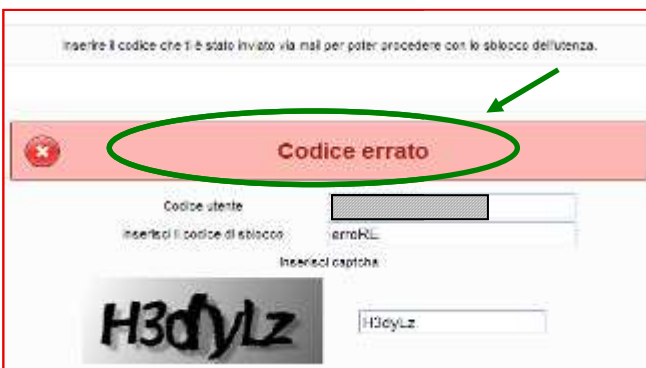 Inserire il codice che ti è stato inviato via mail per poter procedere con lo sblocco dell'utenza.
Codice errato
Codice utente
Inserisci il codice di sblocco
erroRE
Inserisci captcha
H3dyLz
H3dyLz